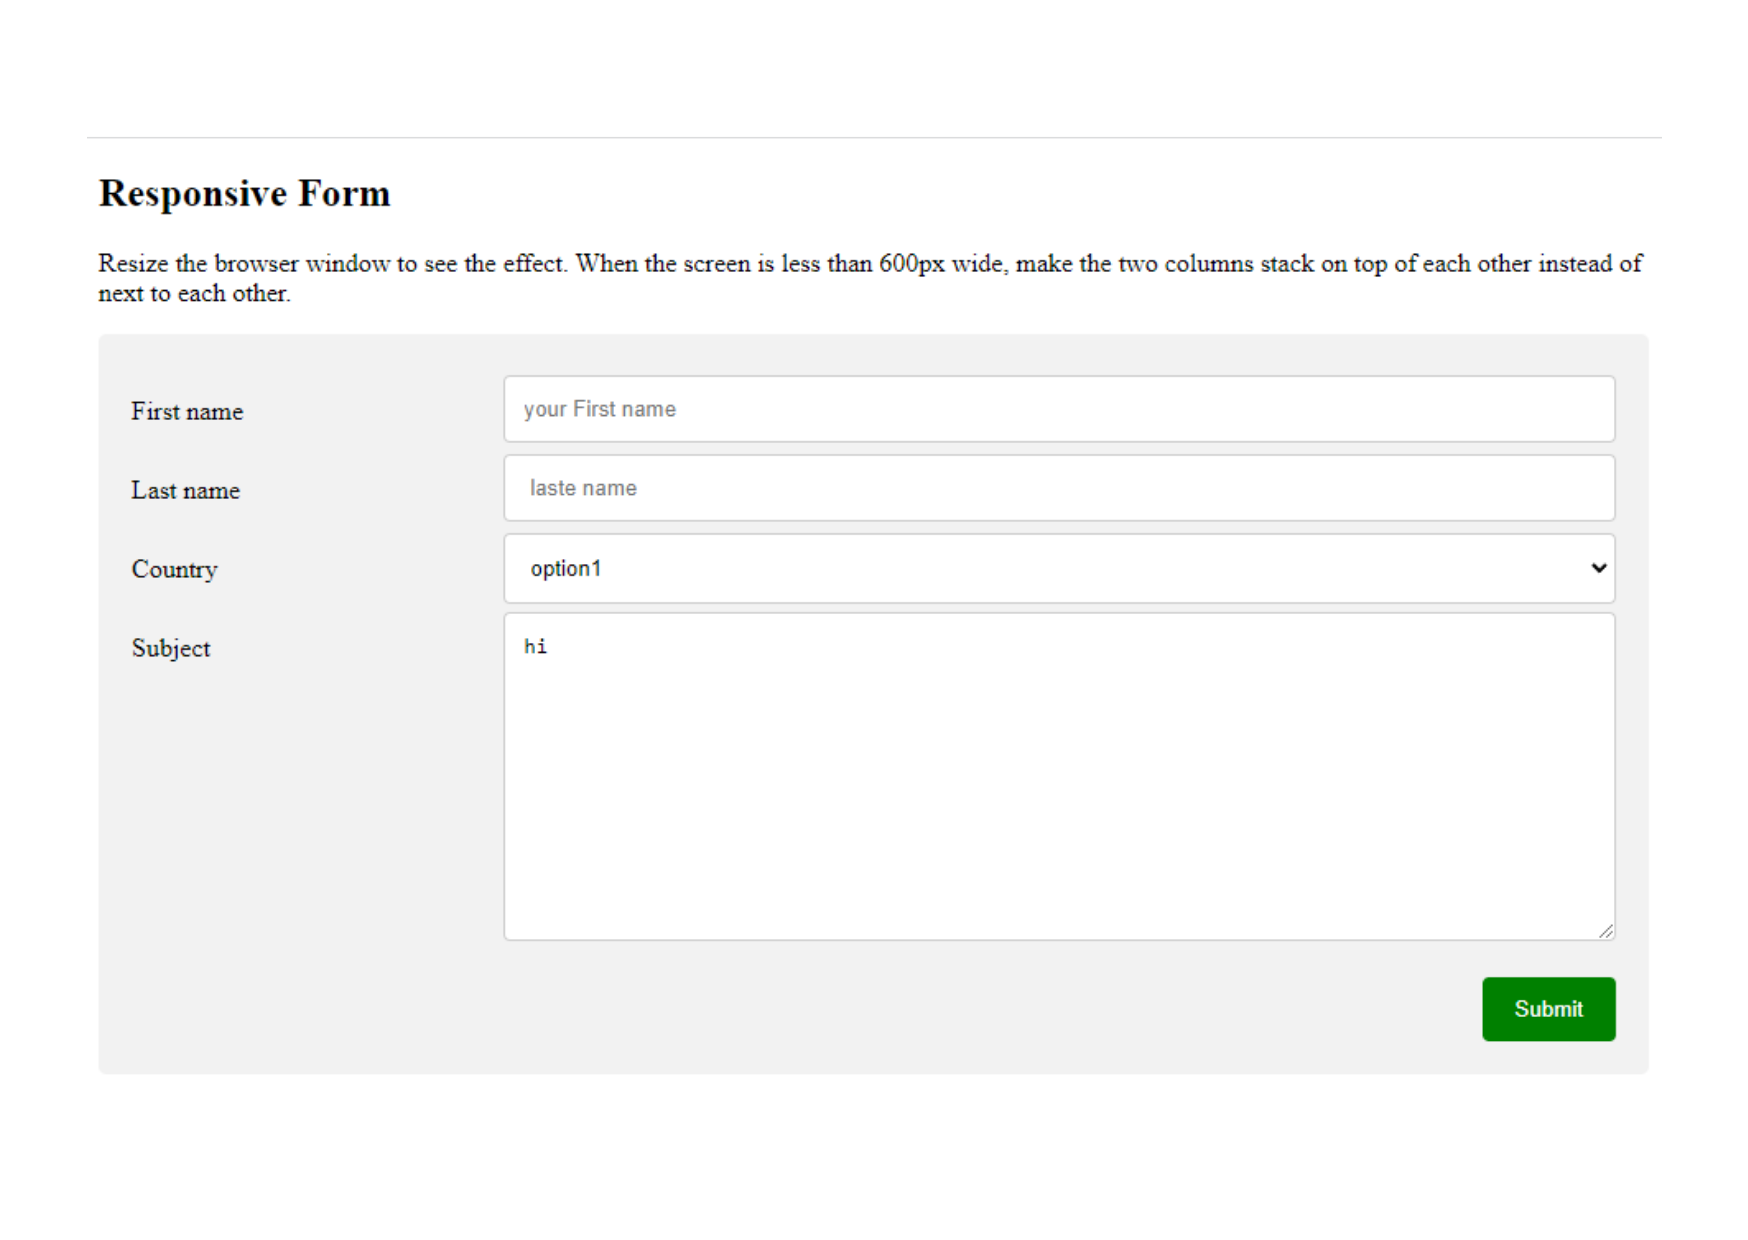 Responsive Form
Resize the browser window to see the effect. When the screen is less than 600px wide, make the two columns stack on top of each other instead of
next to each other.
First name
your First name
Last name
laste name
Country
option1
Subject
hi
Submit